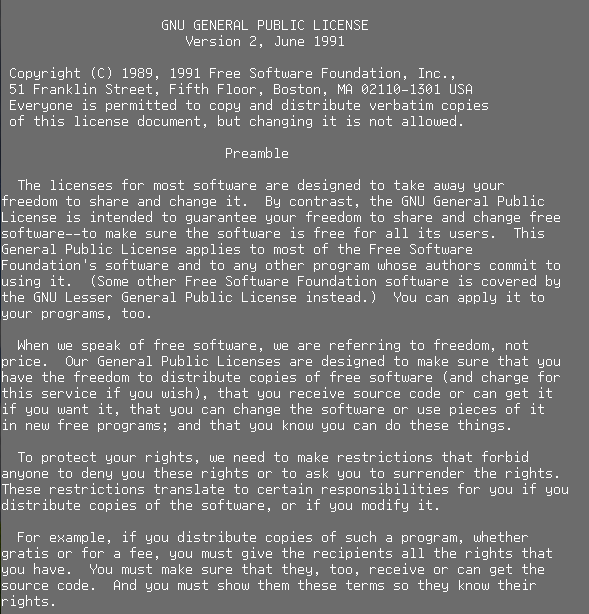 GNU GENERAL PUBLIC LICENSE
Version 2, June 1991
Copyright (C) 1989, 1991 Free Software Foundation, Inc.,
51 Franklin Street, Fifth Floor, Boston, MA 02110-1301 USA
Everyone is permitted to copy and distribute verbatim copies
of this license document, but changing it is not allowed.
Preamble
The licenses for most software are designed to take away your
freedom to share and change it.  By contrast, the GNU General Public
License is intended to guarantee your freedom to share and change free
software--to make sure the software is free for all its users.  This
General Public License applies to most of the Free Software
Foundation's software and to any other program whose authors commit to
using it.  (Some other Free Software Foundation software is covered by
the GNU Lesser General Public License instead.)  You can apply it to
your programs, too.
When we speak of free software, we are referring to freedom, not
price.  Our General Public Licenses are designed to make sure that you
have the freedom to distribute copies of free software (and charge for
this service if you wish), that you receive source code or can get it
if you want it, that you can change the software or use pieces of it
in new free programs; and that you know you can do these things.
To protect your rights, we need to make restrictions that forbid
anyone to deny you these rights or to ask you to surrender the rights.
These restrictions translate to certain responsibilities for you if you
distribute copies of the software, or if you modify it.
For example, if you distribute copies of such a program, whether
gratis or for a fee, you must give the recipients all the rights that
you have.  You must make sure that they, too, receive or can get the
source code.  And you must show them these terms so they know their
rights.